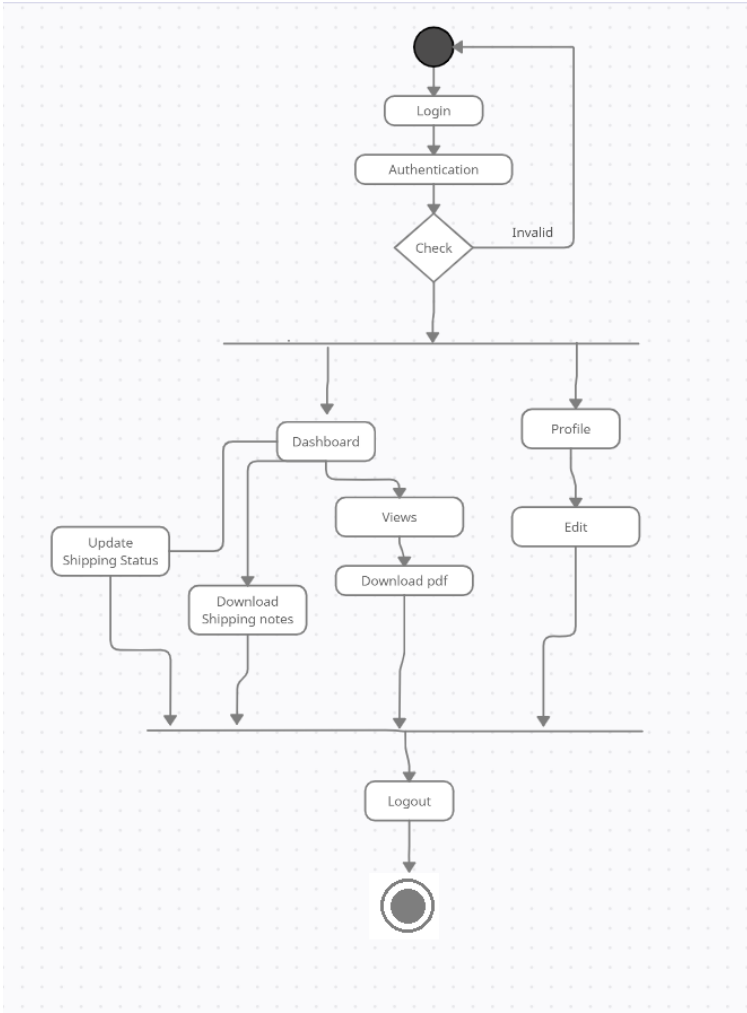 Login
Authentication
Check
Invalid
Dashboard
Profile
Views
Edit
Update
Shipping Status
Download pdf
Download
Shipping notes
Logout